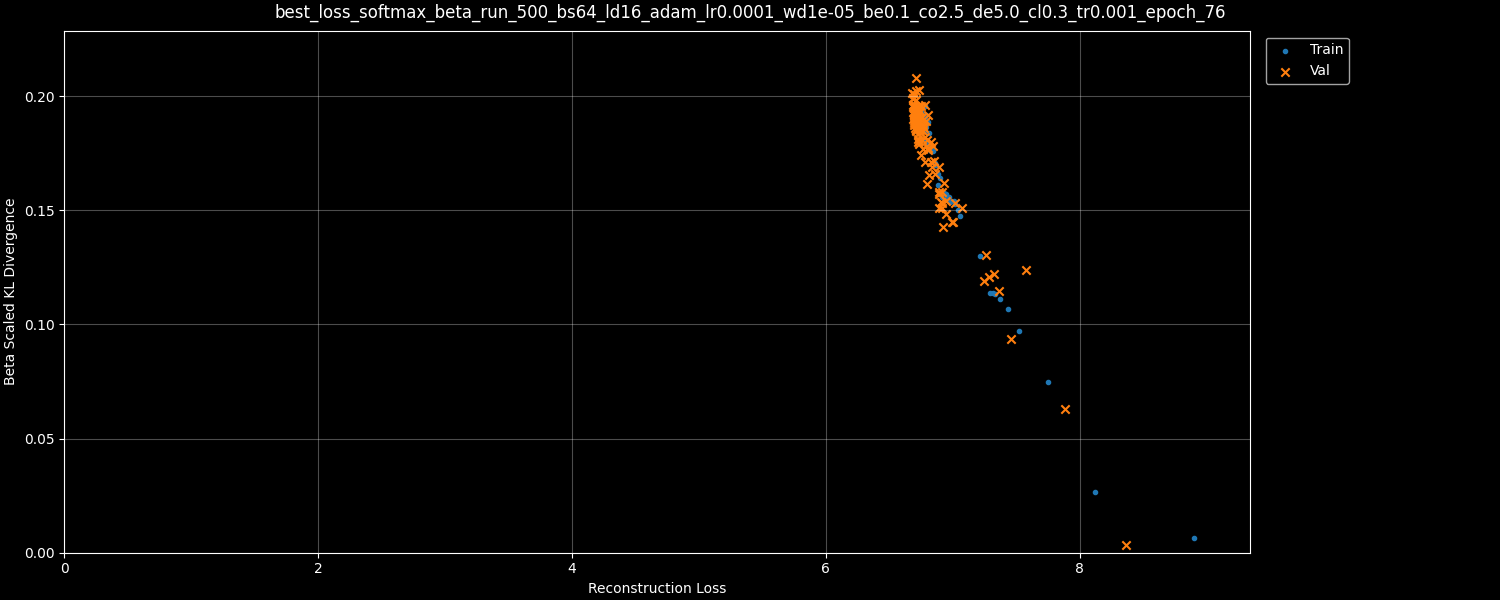 best_loss_softmax_beta_run_500_bs64_ld16_adam_lr0.0001_wd1e-05_be0.1_co2.5_de5.0_cl0.3_tr0.001_epoch_76
Train
Val
Beta Scaled KL Divergence
0.20
0.15
0.10
0.05
0.00
0 2 4 6 8
Reconstruction Loss